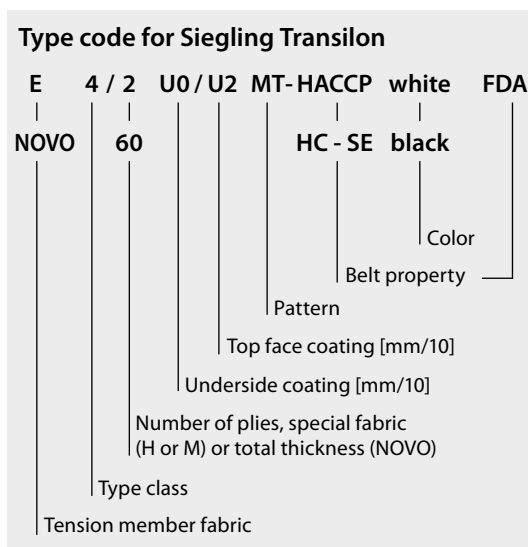 Type code for Siegling Transilon
E 4 / 2 U0 / U2 MT- HACCP white FDA
NOVO 60 HC - SE black
Color
Belt property
Pattern
Top face coating [mm/10]
Underside coating [mm/10]
Number of plies, special fabric
(H or M) or total thickness (NOVO)
Type class
Tension member fabric